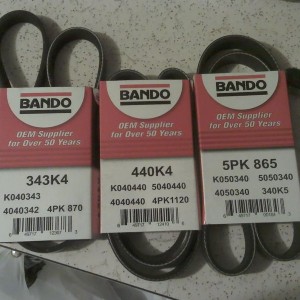 BANDO
OEM Supplier
for Over 50 Years
343K4
K040343
4040342 4PK 870
BANDO
OEM Supplier
for Over 50 Years
440K4
K040440 5040440
4040440 4PK1120
BANDO
OEM Supplier
for Over 50 Years
5PK 865
K050340 5050340
4050340 340K5